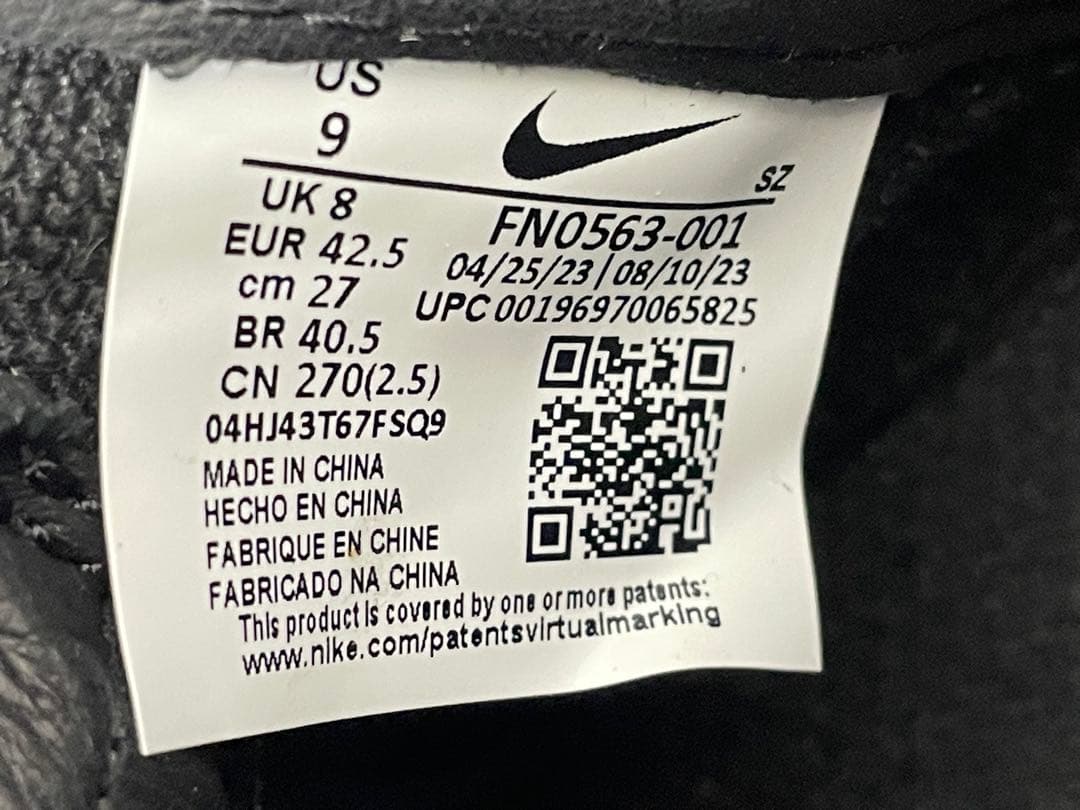 US
9
SZ
UK 8
EUR 42.5
cm 27
BR 40.5
CN 270(2.5)
04HJ43T67FSQ9
FN0563-001
04/25/23 | 08/10/23
UPC 00196970065825
MADE IN CHINA
HECHO EN CHINA
FABRIQUE EN CHINE
FABRICADO NA CHINA
This product is covered by one or more patents:
www.nike.com/patentsvirtualmarking